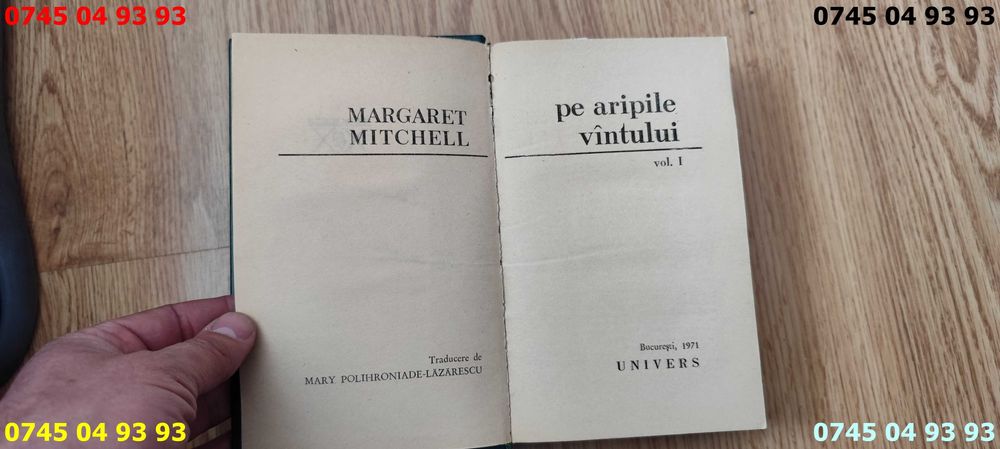 0745 04 93 93
0745 04 93 93
MARGARET
MITCHELL
Traducere de
MARY POLIHRONIADE-LĂZĂRESCU
pe aripile
vîntului
vol. I
București, 1971
UNIVERS
0745 04 93 93
0745 04 93 93